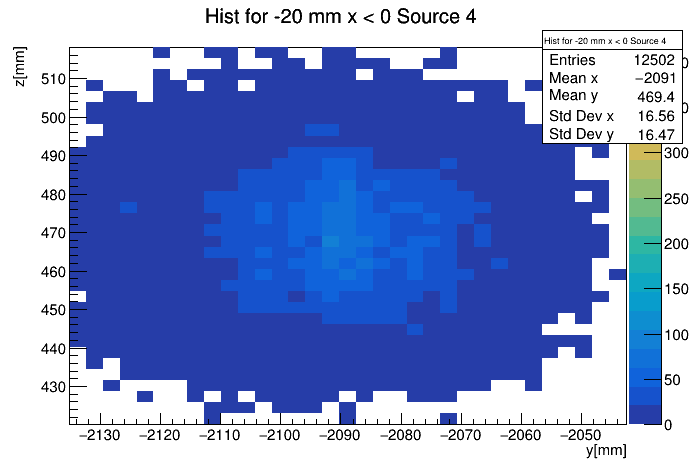 Hist for -20 mm x < 0 Source 4
z[mm]
510
500
490
480
470
460
450
440
430
−2130 −2120 −2110 −2100 −2090 −2080 −2070 −2060 −2050
y[mm]
Hist for -20 mm x < 0 Source 4
Entries 12502
Mean x −2091
Mean y 469.4
Std Dev x 16.56
Std Dev y 16.47
300
250
200
150
100
50
0